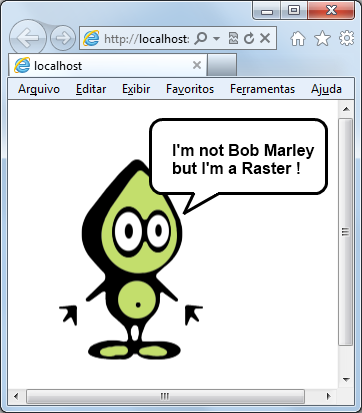 http://localhost:
localhost
Arquivo Editar Exibir Favoritos Ferramentas Ajuda
I'm not Bob Marley
but I'm a Raster !